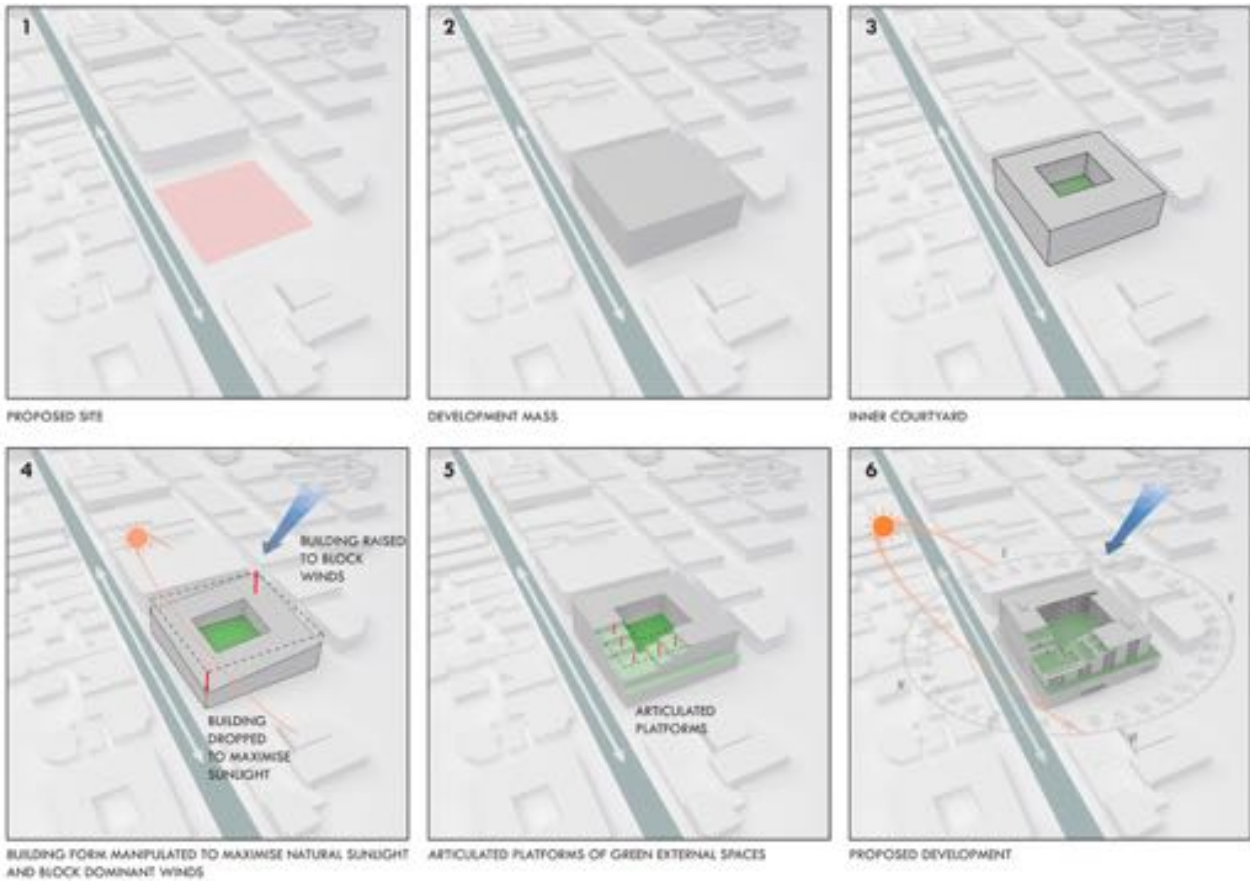 1
2
3
PROPOSED SITE
DEVELOPMENT MASS
INNER COURTYARD
4
BUILDING RAISED
TO BLOCK
WINDS
BUILDING
DROPPED
TO MAXIMISE
SUNLIGHT
5
ARTICULATED
PLATFORMS
6
BUILDING FORM MANIPULATED TO MAXIMISE NATURAL SUNLIGHT
AND BLOCK DOMINANT WINDS
ARTICULATED PLATFORMS OF GREEN EXTERNAL SPACES
PROPOSED DEVELOPMENT